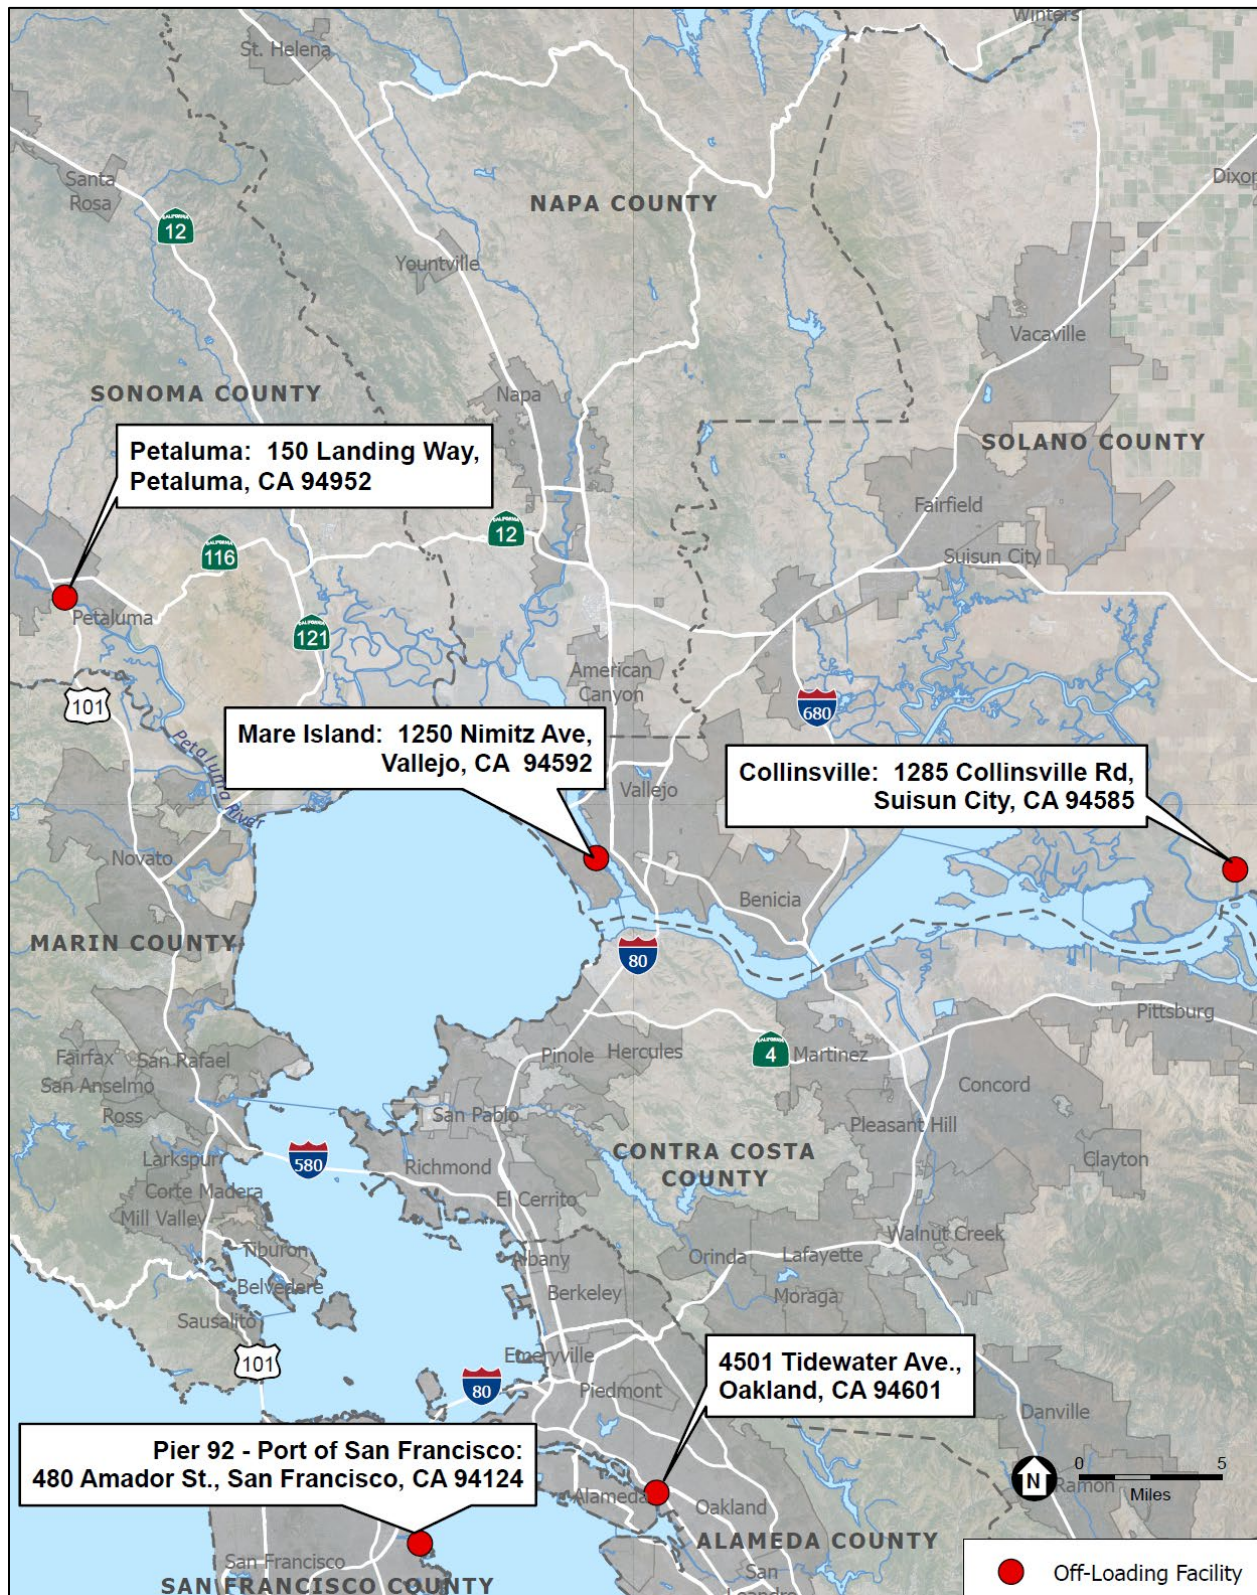 Winters
St. Helena
Santa
Rosa
Dixon
CALIFORNIA
12
NAPA COUNTY
Yountville
Vacaville
SONOMA COUNTY
Napa
SOLANO COUNTY
Petaluma:  150 Landing Way,
Petaluma, CA 94952
Fairfield
CALIFORNIA
12
CALIFORNIA
116
Suisun City
Petaluma
CALIFORNIA
121
American
Canyon
101
680
Petaluma River
Mare Island:  1250 Nimitz Ave,
Vallejo, CA  94592
Collinsville:  1285 Collinsville Rd,
Suisun City, CA 94585
Vallejo
Novato
Benicia
MARIN COUNTY
80
Pittsburg
Fairfax
San Rafael
Pinole
Hercules
CALIFORNIA
4
Martinez
San Anselmo
Concord
Ross
San Pablo
Pleasant Hill
Larkspur
580
Richmond
CONTRA COSTA
COUNTY
Clayton
Corte Madera
El Cerrito
Mill Valley
Walnut Creek
Tiburon
Albany
Orinda
Lafayette
Belvedere
Berkeley
Moraga
Sausalito
101
Emeryville
80
Piedmont
4501 Tidewater Ave.,
Oakland, CA 94601
Danville
Pier 92 - Port of San Francisco:
480 Amador St., San Francisco, CA 94124
N
0
5
Miles
Ramon
Alameda
Oakland
ALAMEDA COUNTY
San Francisco
SAN FRANCISCO COUNTY
San
Leandro
Off-Loading Facility